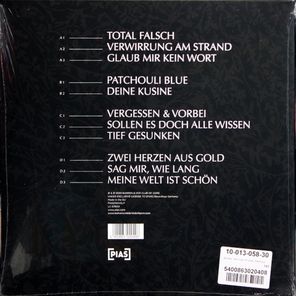 A1 TOTAL FALSCH
A2 VERWIRRUNG AM STRAND
A3 GLAUB MIR KEIN WORT
B1 PATCHOULI BLUE
B2 DEINE KUSINE
C1 VERGESSEN & VORBEI
C2 SOLLEN ES DOCH ALLE WISSEN
C3 TIEF GESUNKEN
D1 ZWEI HERZEN AUS GOLD
D2 SAG MIR, WIE LANG
D3 MEINE WELT IST SCHÖN
[PIAS]
10-013-058-30
5400863020408